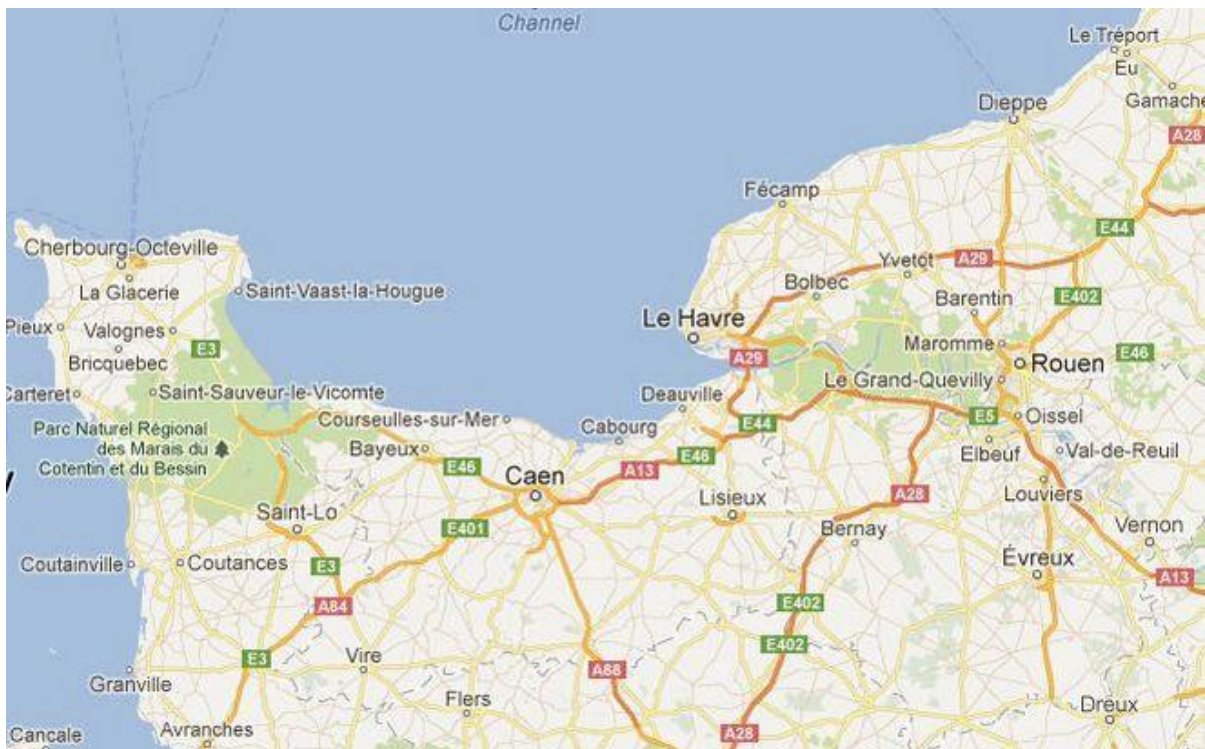 Channel
Le Tréport
Eu
Gamache
Dieppe
A28
Fécamp
E44
Cherbourg-Octeville
La Glacerie
Saint-Vaast-la-Hougue
Yvetot
A29
Bolbec
Barentin
E402
Pieux
Valognes
E3
Bricquebec
Le Havre
Maromme
E46
A29
Rouen
Carteret
Saint-Sauveur-le-Vicomte
Le Grand-Quevilly
Deauville
Courseulles-sur-Mer
Cabourg
E44
E5
Oissel
Parc Naturel Régional
des Marais du
Cotentin et du Bessin
Bayeux
E46
E46
A13
Elbeuf
Val-de-Reuil
Caen
Lisieux
A28
Louviers
Saint-Lo
E401
Bernay
Vernon
Coutainville
Coutances
E3
Évreux
A13
A84
E402
E402
E3
Vire
A88
Granville
Flers
Dreux
Avranches
A28
Cancale